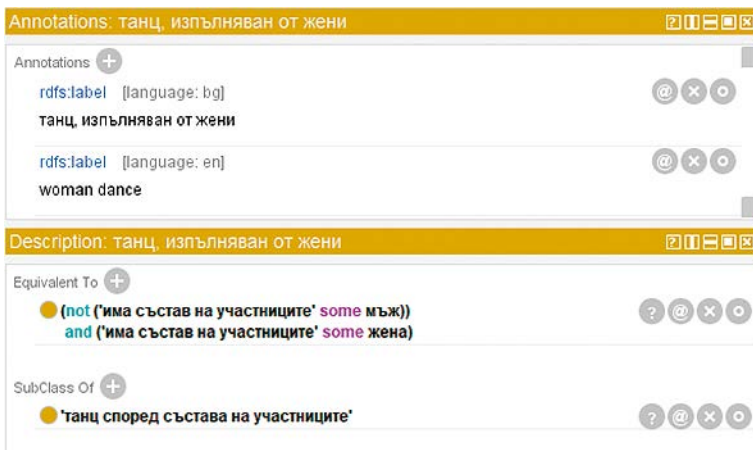 Annotations: танц, изпълняван от жени
Annotations
rdfs:label [language: bg]
танц, изпълняван от жени
rdfs:label [language: en]
woman dance
Description: танц, изпълняван от жени
Equivalent To
(not ('има състав на участниците' some мъж))
and ('има състав на участниците' some жена)
SubClass Of
'танц според състава на участниците'